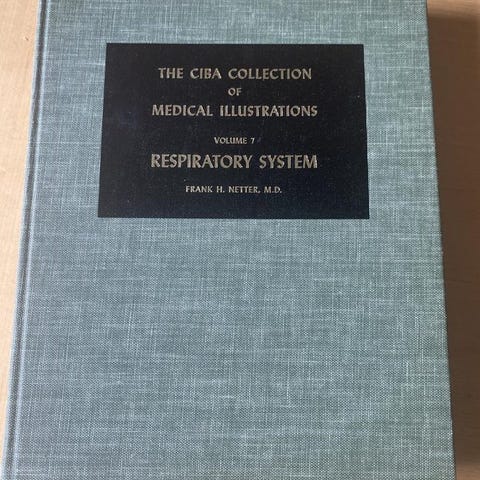 THE CIBA COLLECTION
OF
MEDICAL ILLUSTRATIONS
VOLUME 7
RESPIRATORY SYSTEM
FRANK H. NETTER, M.D.